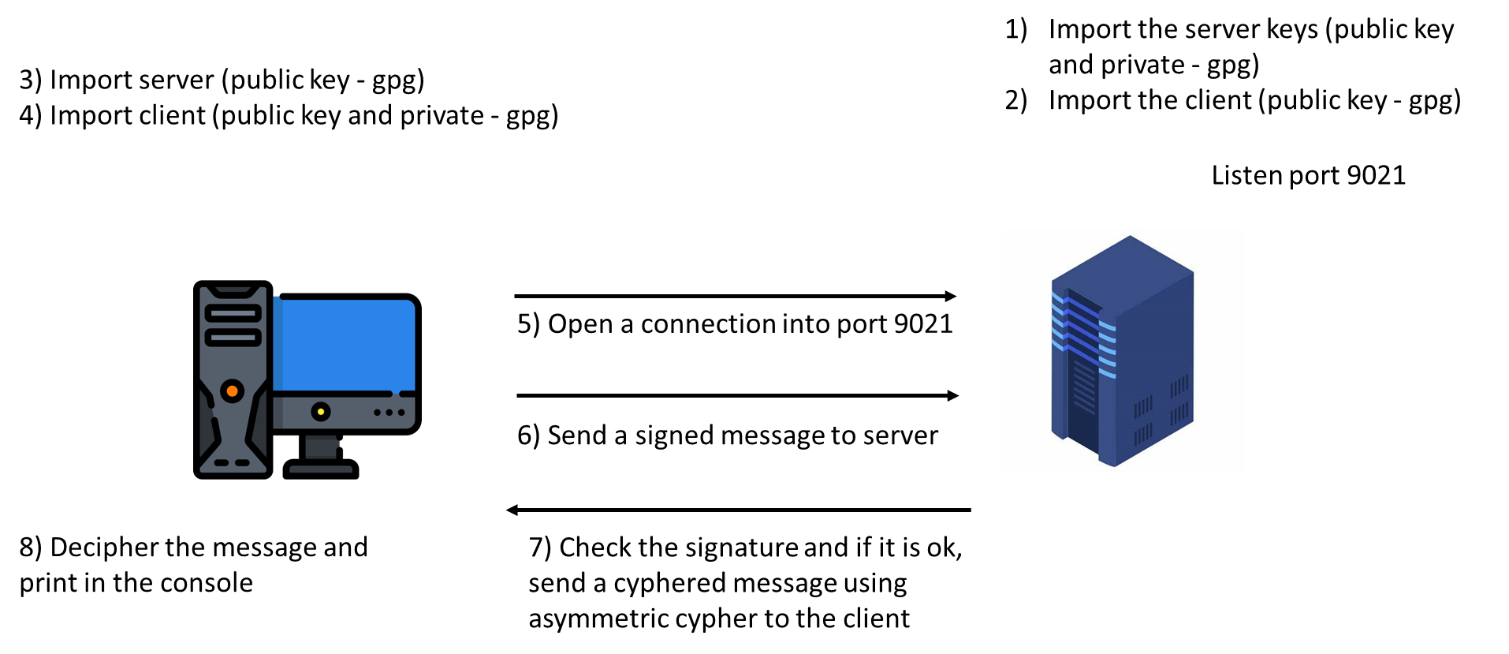 1) Import the server keys (public key
and private - gpg)
2) Import the client (public key - gpg)
3) Import server (public key - gpg)
4) Import client (public key and private - gpg)
Listen port 9021
5) Open a connection into port 9021
6) Send a signed message to server
7) Check the signature and if it is ok,
send a cyphered message using
asymmetric cypher to the client
8) Decipher the message and
print in the console